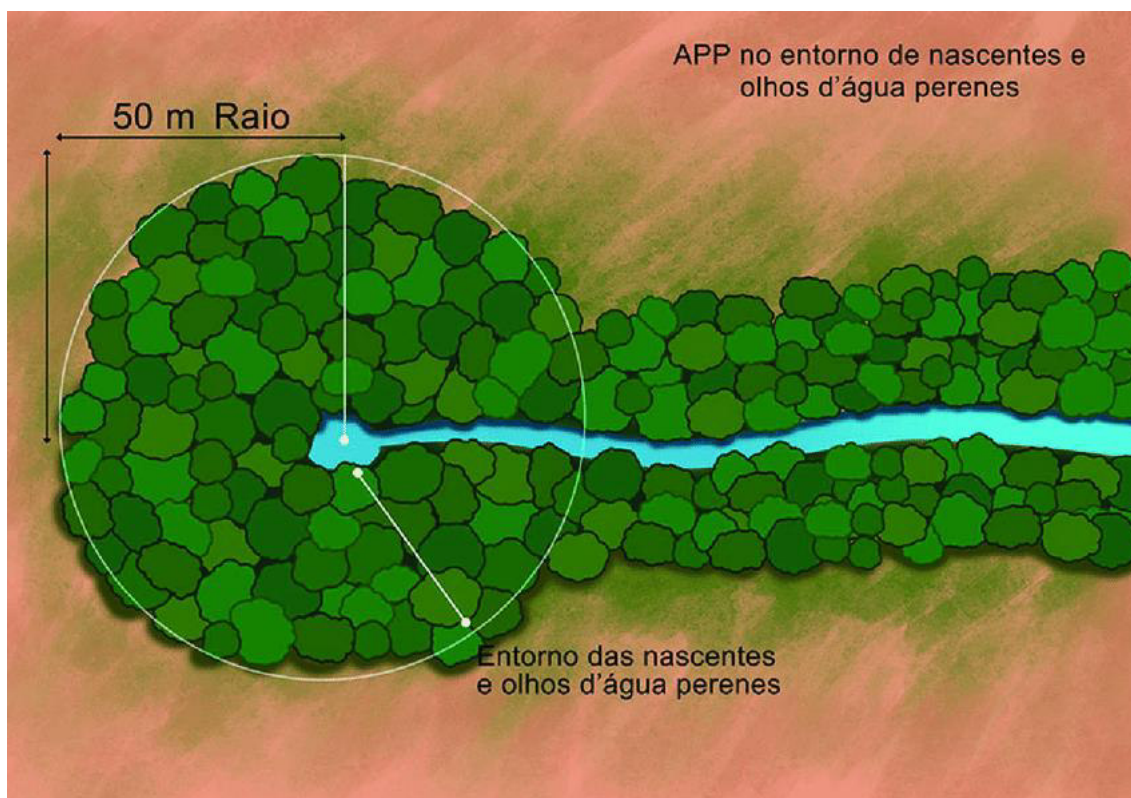 APP no entorno de nascentes e
olhos d'água perenes
50 m Raio
Entorno das nascentes
e olhos d'água perenes